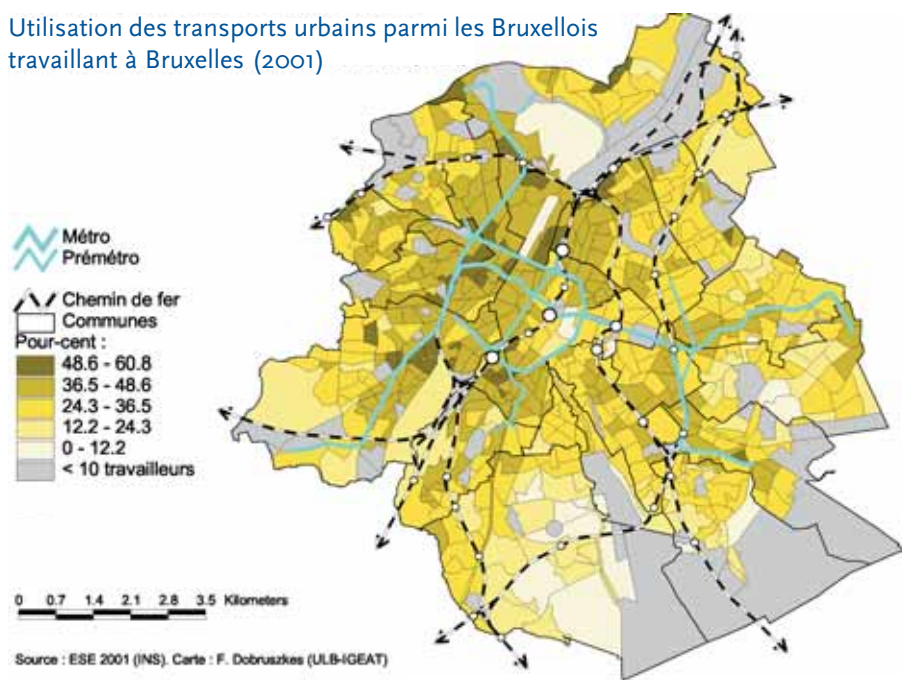 Utilisation des transports urbains parmi les Bruxellois
travaillant à Bruxelles (2001)
Métro
Prémétro
Chemin de fer
Communes
Pour-cent :
48.6 - 60.8
36.5 - 48.6
24.3 - 36.5
12.2 - 24.3
0 - 12.2
< 10 travailleurs
0 0.7 1.4 2.1 2.8 3.5 Kilometers
Source : ESE 2001 (INS). Carte : F. Dobruszkes (ULB-IGEAT)